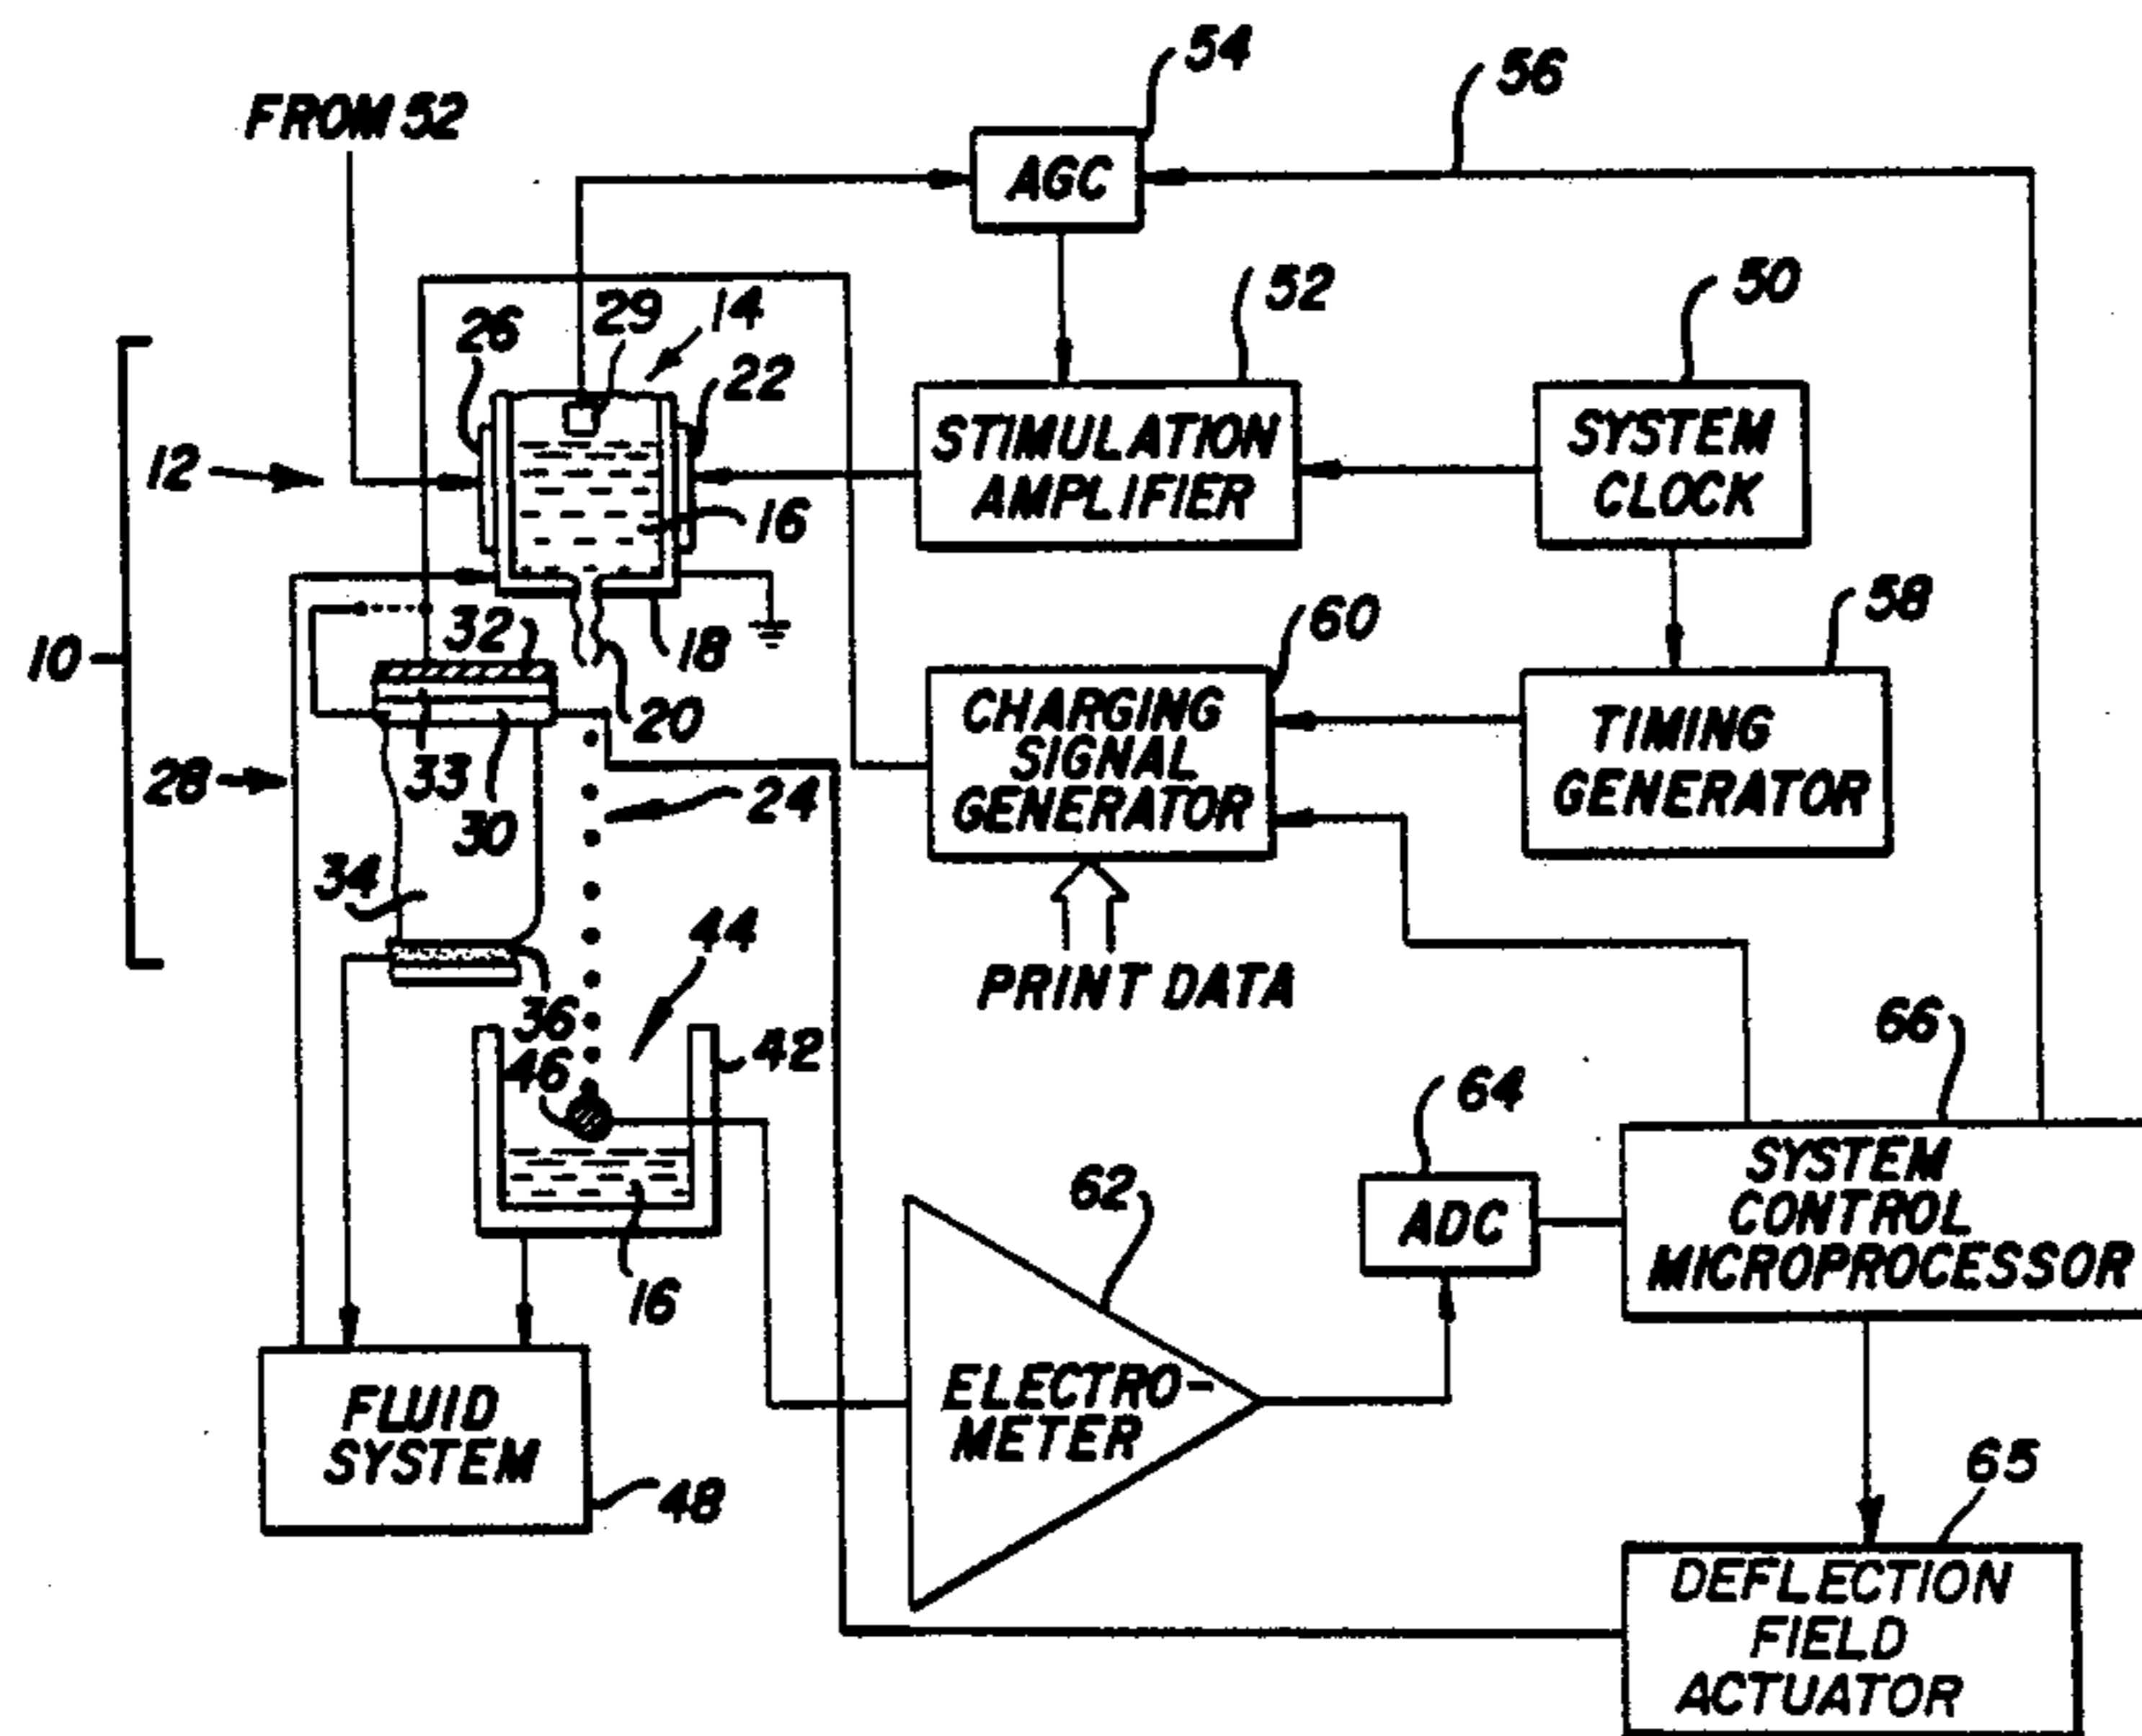 54
56
FROM 52
AGC
52
50
26
29
14
22
STIMULATION
AMPLIFIER
SYSTEM
CLOCK
12
16
58
60
32
18
10
20
CHARGING
SIGNAL
GENERATOR
TIMING
GENERATOR
28
33
30
24
34
44
PRINT DATA
36
46
42
66
64
SYSTEM
CONTROL
MICROPROCESSOR
62
ADC
16
ELECTRO-
METER
FLUID
SYSTEM
48
65
DEFLECTION
FIELD
ACTUATOR